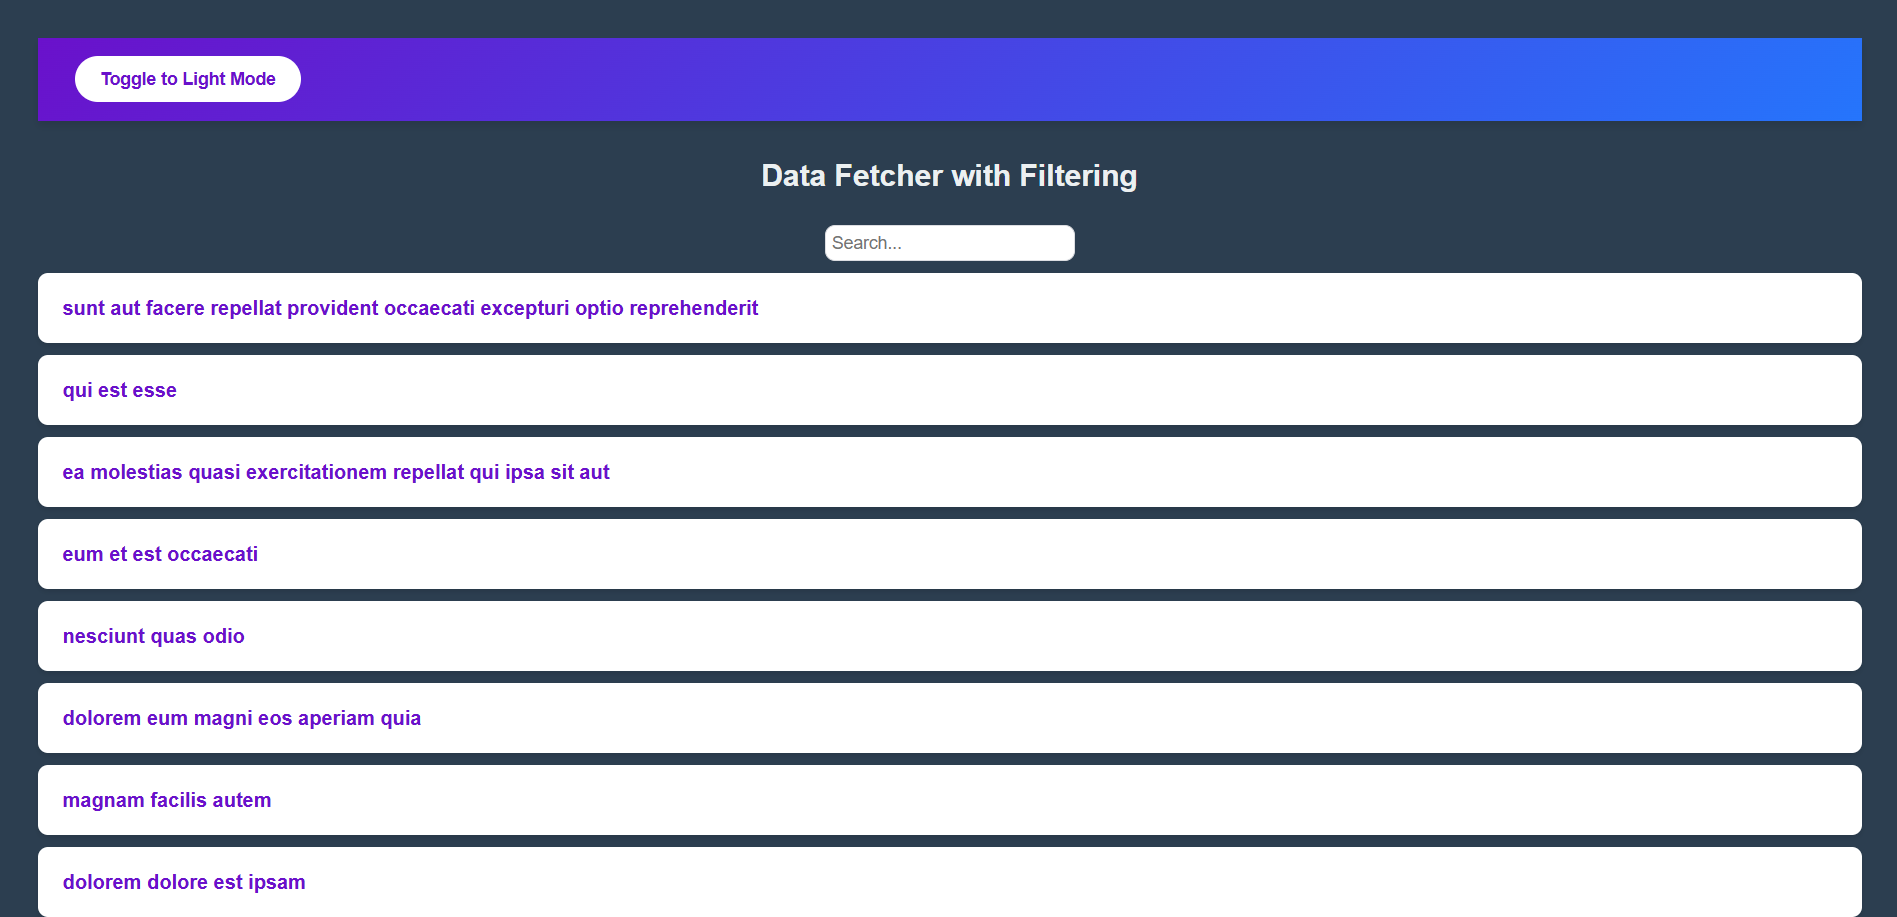 Toggle to Light Mode
Data Fetcher with Filtering
Search...
sunt aut facere repellat provident occaecati excepturi optio reprehenderit
qui est esse
ea molestias quasi exercitationem repellat qui ipsa sit aut
eum et est occaecati
nesciunt quas odio
dolorem eum magni eos aperiam quia
magnam facilis autem
dolorem dolore est ipsam